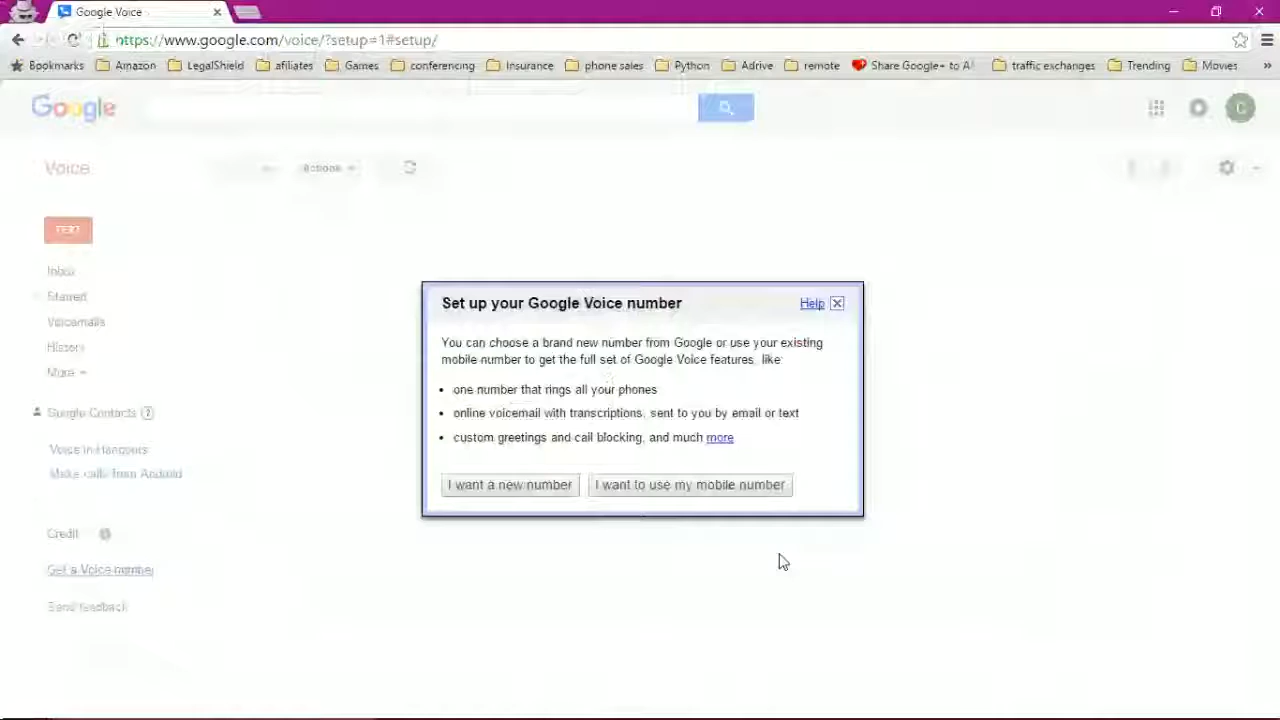 Google Voice
https://www.google.com/voice/?setup=1#setup/
Bookmarks Amazon LegalShield afiliates Games conferencing Insurance phone sales Python Adrive remote Share Google+ to A traffic exchanges Trending Movies »
Google C
Voice Actions
TEXT
Inbox
Starred
Voicemails
History
More
Google Contacts ?
Voice in Hangouts
Make calls from Android
Credit
Get a Voice number
Send feedback
Set up your Google Voice number Help
You can choose a brand new number from Google or use your existing
mobile number to get the full set of Google Voice features, like:
• one number that rings all your phones
• online voicemail with transcriptions, sent to you by email or text
• custom greetings and call blocking, and much more
I want a new number I want to use my mobile number